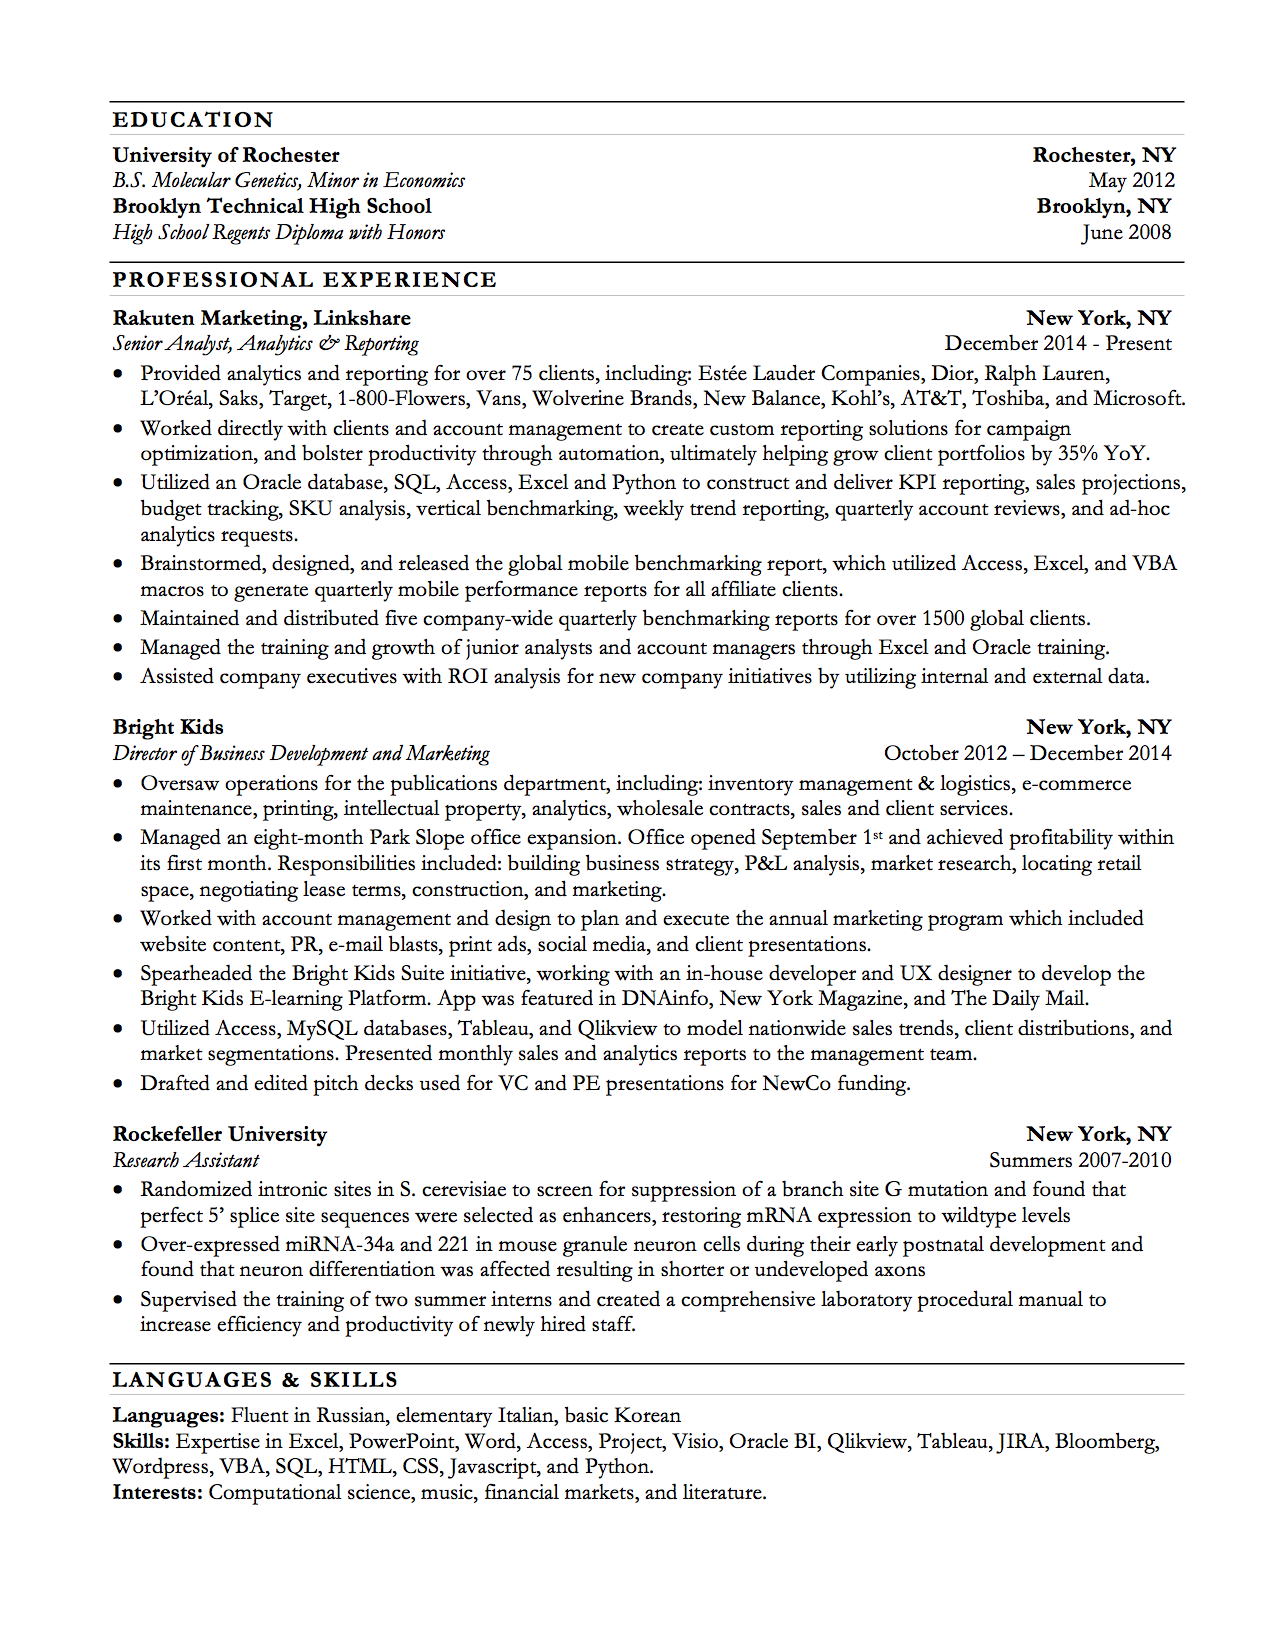 EDUCATION
University of Rochester Rochester, NY
B.S. Molecular Genetics, Minor in Economics May 2012
Brooklyn Technical High School Brooklyn, NY
High School Regents Diploma with Honors June 2008
PROFESSIONAL EXPERIENCE
Rakuten Marketing, Linkshare New York, NY
Senior Analyst, Analytics & Reporting December 2014 - Present
• Provided analytics and reporting for over 75 clients, including: Estée Lauder Companies, Dior, Ralph Lauren,
L’Oréal, Saks, Target, 1-800-Flowers, Vans, Wolverine Brands, New Balance, Kohl’s, AT&T, Toshiba, and Microsoft.
• Worked directly with clients and account management to create custom reporting solutions for campaign
optimization, and bolster productivity through automation, ultimately helping grow client portfolios by 35% YoY.
• Utilized an Oracle database, SQL, Access, Excel and Python to construct and deliver KPI reporting, sales projections,
budget tracking, SKU analysis, vertical benchmarking, weekly trend reporting, quarterly account reviews, and ad-hoc
analytics requests.
• Brainstormed, designed, and released the global mobile benchmarking report, which utilized Access, Excel, and VBA
macros to generate quarterly mobile performance reports for all affiliate clients.
• Maintained and distributed five company-wide quarterly benchmarking reports for over 1500 global clients.
• Managed the training and growth of junior analysts and account managers through Excel and Oracle training.
• Assisted company executives with ROI analysis for new company initiatives by utilizing internal and external data.
Bright Kids New York, NY
Director of Business Development and Marketing October 2012 – December 2014
• Oversaw operations for the publications department, including: inventory management & logistics, e-commerce
maintenance, printing, intellectual property, analytics, wholesale contracts, sales and client services.
• Managed an eight-month Park Slope office expansion. Office opened September 1st and achieved profitability within
its first month. Responsibilities included: building business strategy, P&L analysis, market research, locating retail
space, negotiating lease terms, construction, and marketing.
• Worked with account management and design to plan and execute the annual marketing program which included
website content, PR, e-mail blasts, print ads, social media, and client presentations.
• Spearheaded the Bright Kids Suite initiative, working with an in-house developer and UX designer to develop the
Bright Kids E-learning Platform. App was featured in DNAinfo, New York Magazine, and The Daily Mail.
• Utilized Access, MySQL databases, Tableau, and Qlikview to model nationwide sales trends, client distributions, and
market segmentations. Presented monthly sales and analytics reports to the management team.
• Drafted and edited pitch decks used for VC and PE presentations for NewCo funding.
Rockefeller University New York, NY
Research Assistant Summers 2007-2010
• Randomized intronic sites in S. cerevisiae to screen for suppression of a branch site G mutation and found that
perfect 5’ splice site sequences were selected as enhancers, restoring mRNA expression to wildtype levels
• Over-expressed miRNA-34a and 221 in mouse granule neuron cells during their early postnatal development and
found that neuron differentiation was affected resulting in shorter or undeveloped axons
• Supervised the training of two summer interns and created a comprehensive laboratory procedural manual to
increase efficiency and productivity of newly hired staff.
LANGUAGES & SKILLS
Languages: Fluent in Russian, elementary Italian, basic Korean
Skills: Expertise in Excel, PowerPoint, Word, Access, Project, Visio, Oracle BI, Qlikview, Tableau, JIRA, Bloomberg,
Wordpress, VBA, SQL, HTML, CSS, Javascript, and Python.
Interests: Computational science, music, financial markets, and literature.